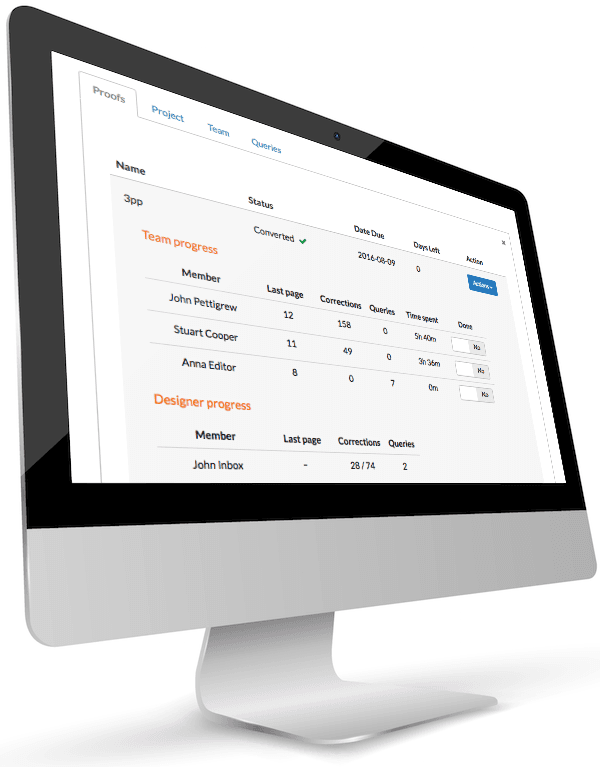 Proofs Project Team Queries
×
Name Status Date Due Days Left Action
3pp Converted ✔ 2016-08-09 0 Actions
Team progress
Member Last page Corrections Queries Time spent Done
John Pettigrew 12 158 0 5h 40m No
Stuart Cooper 11 49 0 3h 36m No
Anna Editor 8 0 7 0m No
Designer progress
Member Last page Corrections Queries
John Inbox - 28 / 74 2